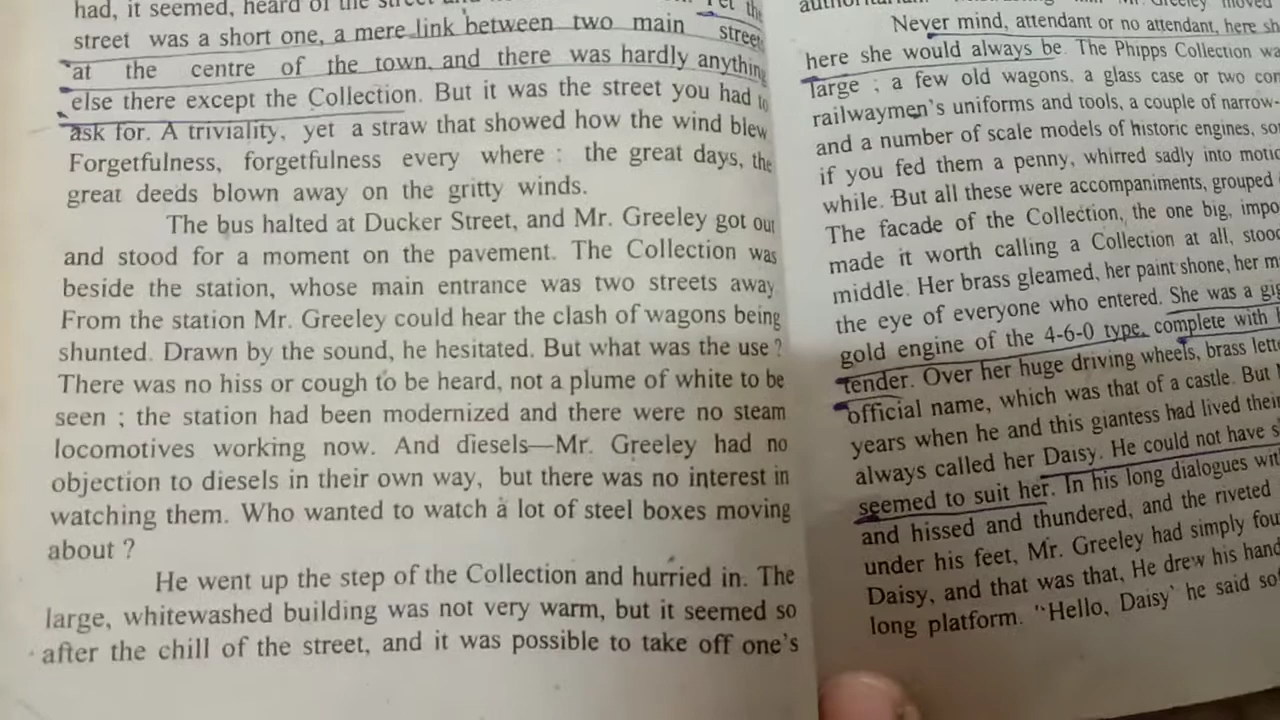 had, it seemed, heard of the street
street was a short one, a mere link between two main street
at the centre of the town, and there was hardly anything
else there except the Collection. But it was the street you had to
ask for. A triviality, yet a straw that showed how the wind blew
Forgetfulness, forgetfulness every where : the great days, the
great deeds blown away on the gritty winds.
The bus halted at Ducker Street, and Mr. Greeley got out
and stood for a moment on the pavement. The Collection was
beside the station, whose main entrance was two streets away.
From the station Mr. Greeley could hear the clash of wagons being
shunted. Drawn by the sound, he hesitated. But what was the use ?
There was no hiss or cough to be heard, not a plume of white to be
seen ; the station had been modernized and there were no steam
locomotives working now. And diesels—Mr. Greeley had no
objection to diesels in their own way, but there was no interest in
watching them. Who wanted to watch a lot of steel boxes moving
about ?
He went up the step of the Collection and hurried in. The
large, whitewashed building was not very warm, but it seemed so
after the chill of the street, and it was possible to take off one's
Greeley moved
Never mind, attendant or no attendant, here
here she would always be. The Phipps Collection
large ; a few old wagons, a glass case or two
railwaymen's uniforms and tools, a couple of narrow-
and a number of scale models of historic engines,
if you fed them a penny, whirred sadly into
while. But all these were accompaniments, grouped
The facade of the Collection, the one big,
made it worth calling a Collection at all,
middle. Her brass gleamed, her paint shone, her
the eye of everyone who entered. She was a
gold engine of the 4-6-0 type, complete with
tender. Over her huge driving wheels, brass
official name, which was that of a castle. But
years when he and this giantess had lived
always called her Daisy. He could not have
seemed to suit her. In his long dialogues
and hissed and thundered, and the riveted
under his feet, Mr. Greeley had simply
Daisy, and that was that, He drew his
long platform. "Hello, Daisy' he said